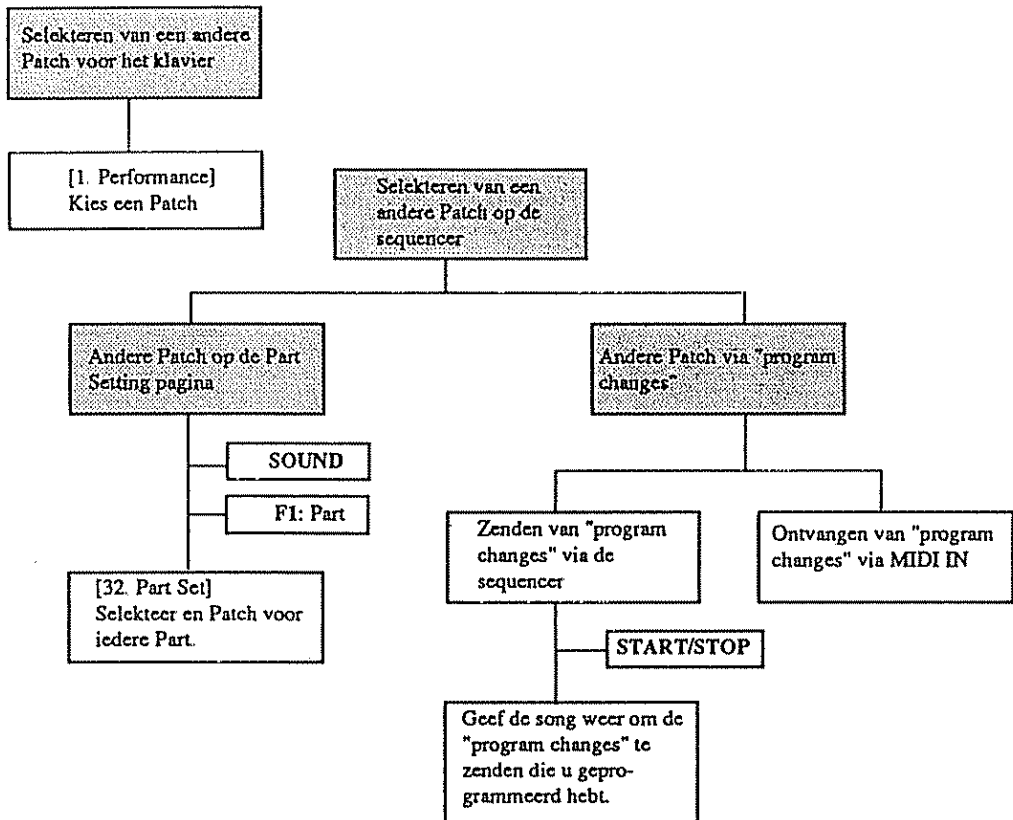 Selekteren van een andere
Patch voor het klavier
[1. Performance]
Kies een Patch
Selekteren van een
andere Patch op de
sequencer
Andere Patch op de Part
Setting pagina
SOUND
F1: Part
[32. Part Set]
Selekteer en Patch voor
iedere Part.
Andere Patch via "program
changes"
Zenden van "program
changes" via de
sequencer
Ontvangen van "program
changes" via MIDI IN
START/STOP
Geef de song weer om de
"program changes" te
zenden die u gepro-
grammeerd hebt.